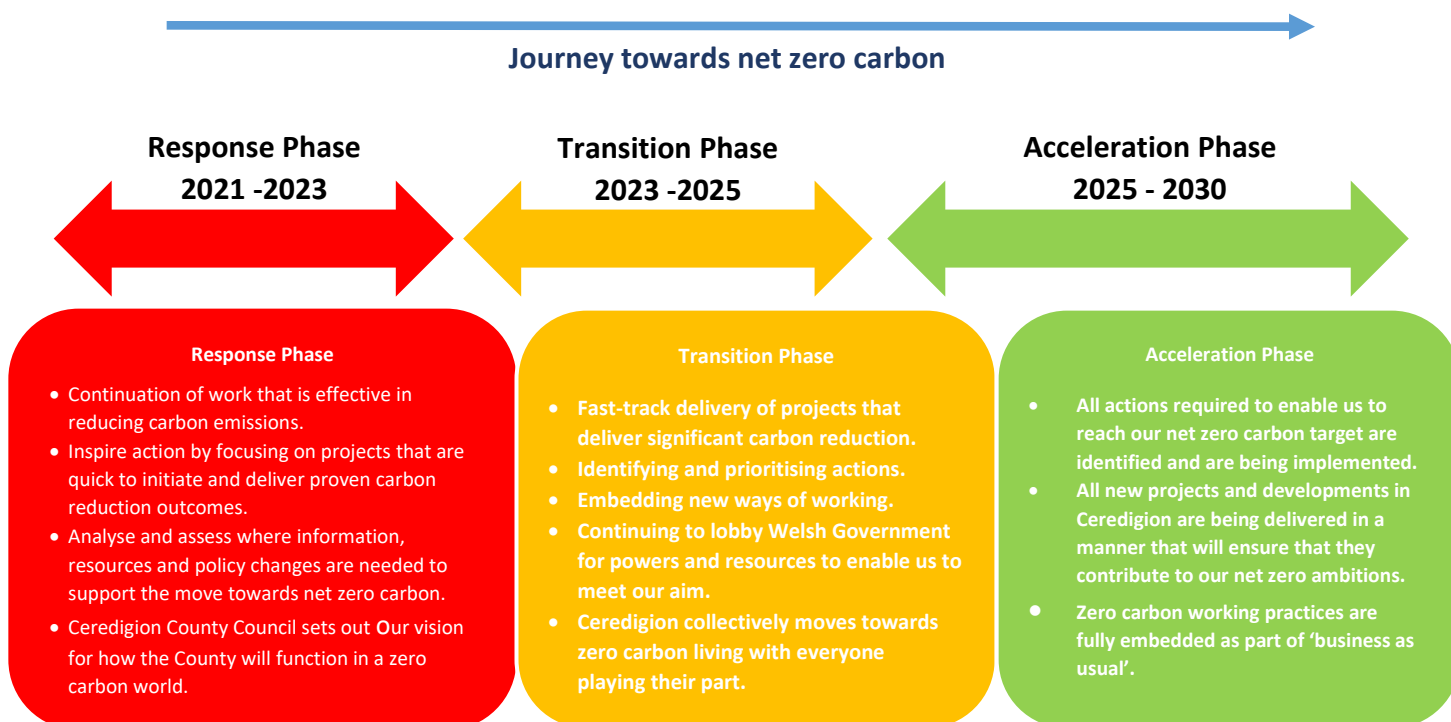 Journey towards net zero carbon
Response Phase
2021 -2023
Transition Phase
2023 -2025
Acceleration Phase
2025 - 2030
Response Phase
• Continuation of work that is effective in
reducing carbon emissions.
• Inspire action by focusing on projects that are
quick to initiate and deliver proven carbon
reduction outcomes.
• Analyse and assess where information,
resources and policy changes are needed to
support the move towards net zero carbon.
• Ceredigion County Council sets out Our vision
for how the County will function in a zero
carbon world.
Transition Phase
• Fast-track delivery of projects that
deliver significant carbon reduction.
• Identifying and prioritising actions.
• Embedding new ways of working.
• Continuing to lobby Welsh Government
for powers and resources to enable us to
meet our aim.
• Ceredigion collectively moves towards
zero carbon living with everyone
playing their part.
Acceleration Phase
• All actions required to enable us to
reach our net zero carbon target are
identified and are being implemented.
• All new projects and developments in
Ceredigion are being delivered in a
manner that will ensure that they
contribute to our net zero ambitions.
• Zero carbon working practices are
fully embedded as part of ‘business as
usual’.